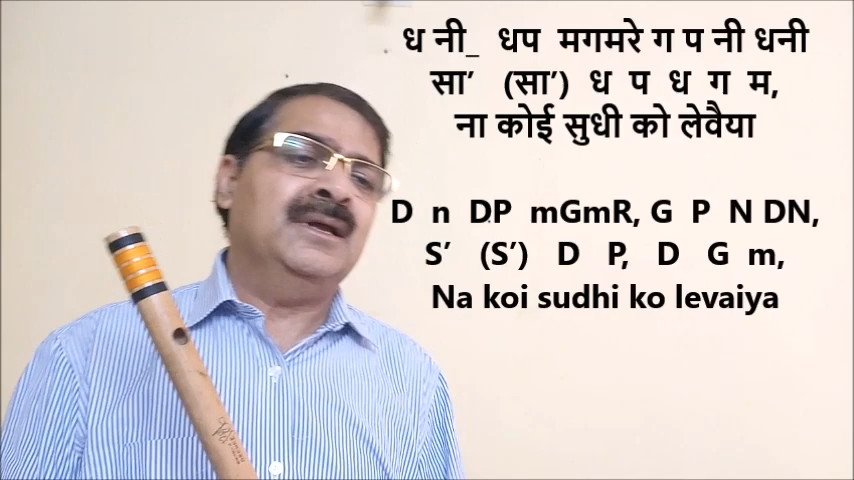 ध नी_ धप मगमरे ग प नी धनी
सा’ (सा’) ध प ध ग म,
ना कोई सुधी को लेवैया
D n DP mGmR, G P N DN,
S’ (S’) D P, D G m,
Na koi sudhi ko levaiya